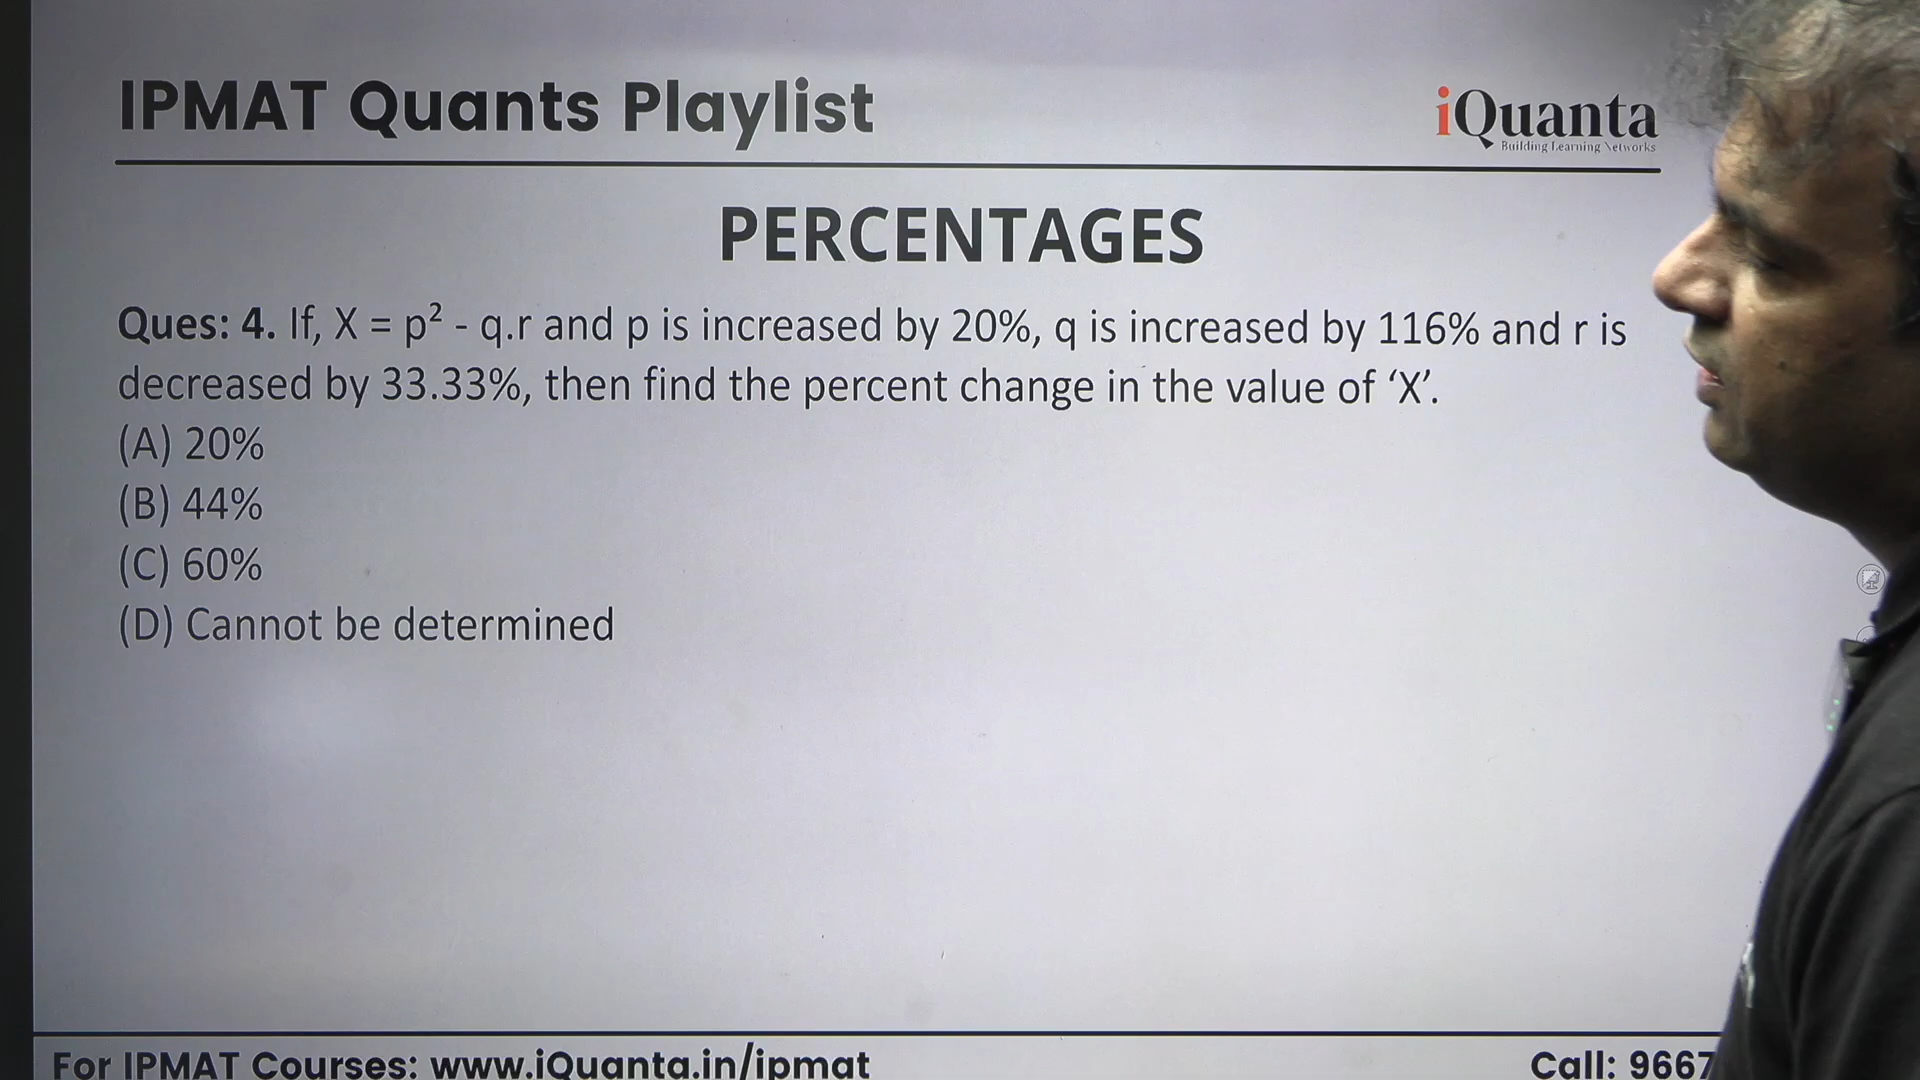 IPMAT Quants Playlist
iQuanta
Building Learning Networks
PERCENTAGES
Ques: 4. If, X = p² - q.r and p is increased by 20%, q is increased by 116% and r is
decreased by 33.33%, then find the percent change in the value of ‘X’.
(A) 20%
(B) 44%
(C) 60%
(D) Cannot be determined
For IPMAT Courses: www.iQuanta.in/ipmat
Call: 9667